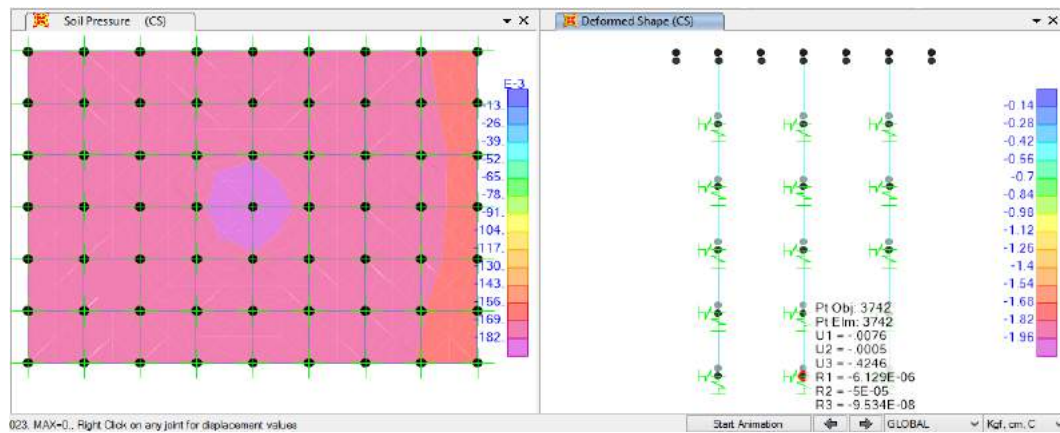 Soil Pressure (CS)
E-3
-13.
-26.
-39.
-52.
-65.
-78.
-91.
-104.
-117.
-130.
-143.
-156.
-169.
-182.
Deformed Shape (CS)
-0.14
-0.28
-0.42
-0.56
-0.7
-0.84
-0.98
-1.12
-1.26
-1.4
-1.54
-1.68
-1.82
-1.96
Pt Obj: 3742
Pt Elm: 3742
U1 = -.0076
U2 = -.0005
U3 = -.4246
R1 = -6.129E-06
R2 = -5E-05
R3 = -9.534E-08
023, MAX=0., Right Click on any joint for displacement values
Start Animation
GLOBAL
Kgf, cm, C